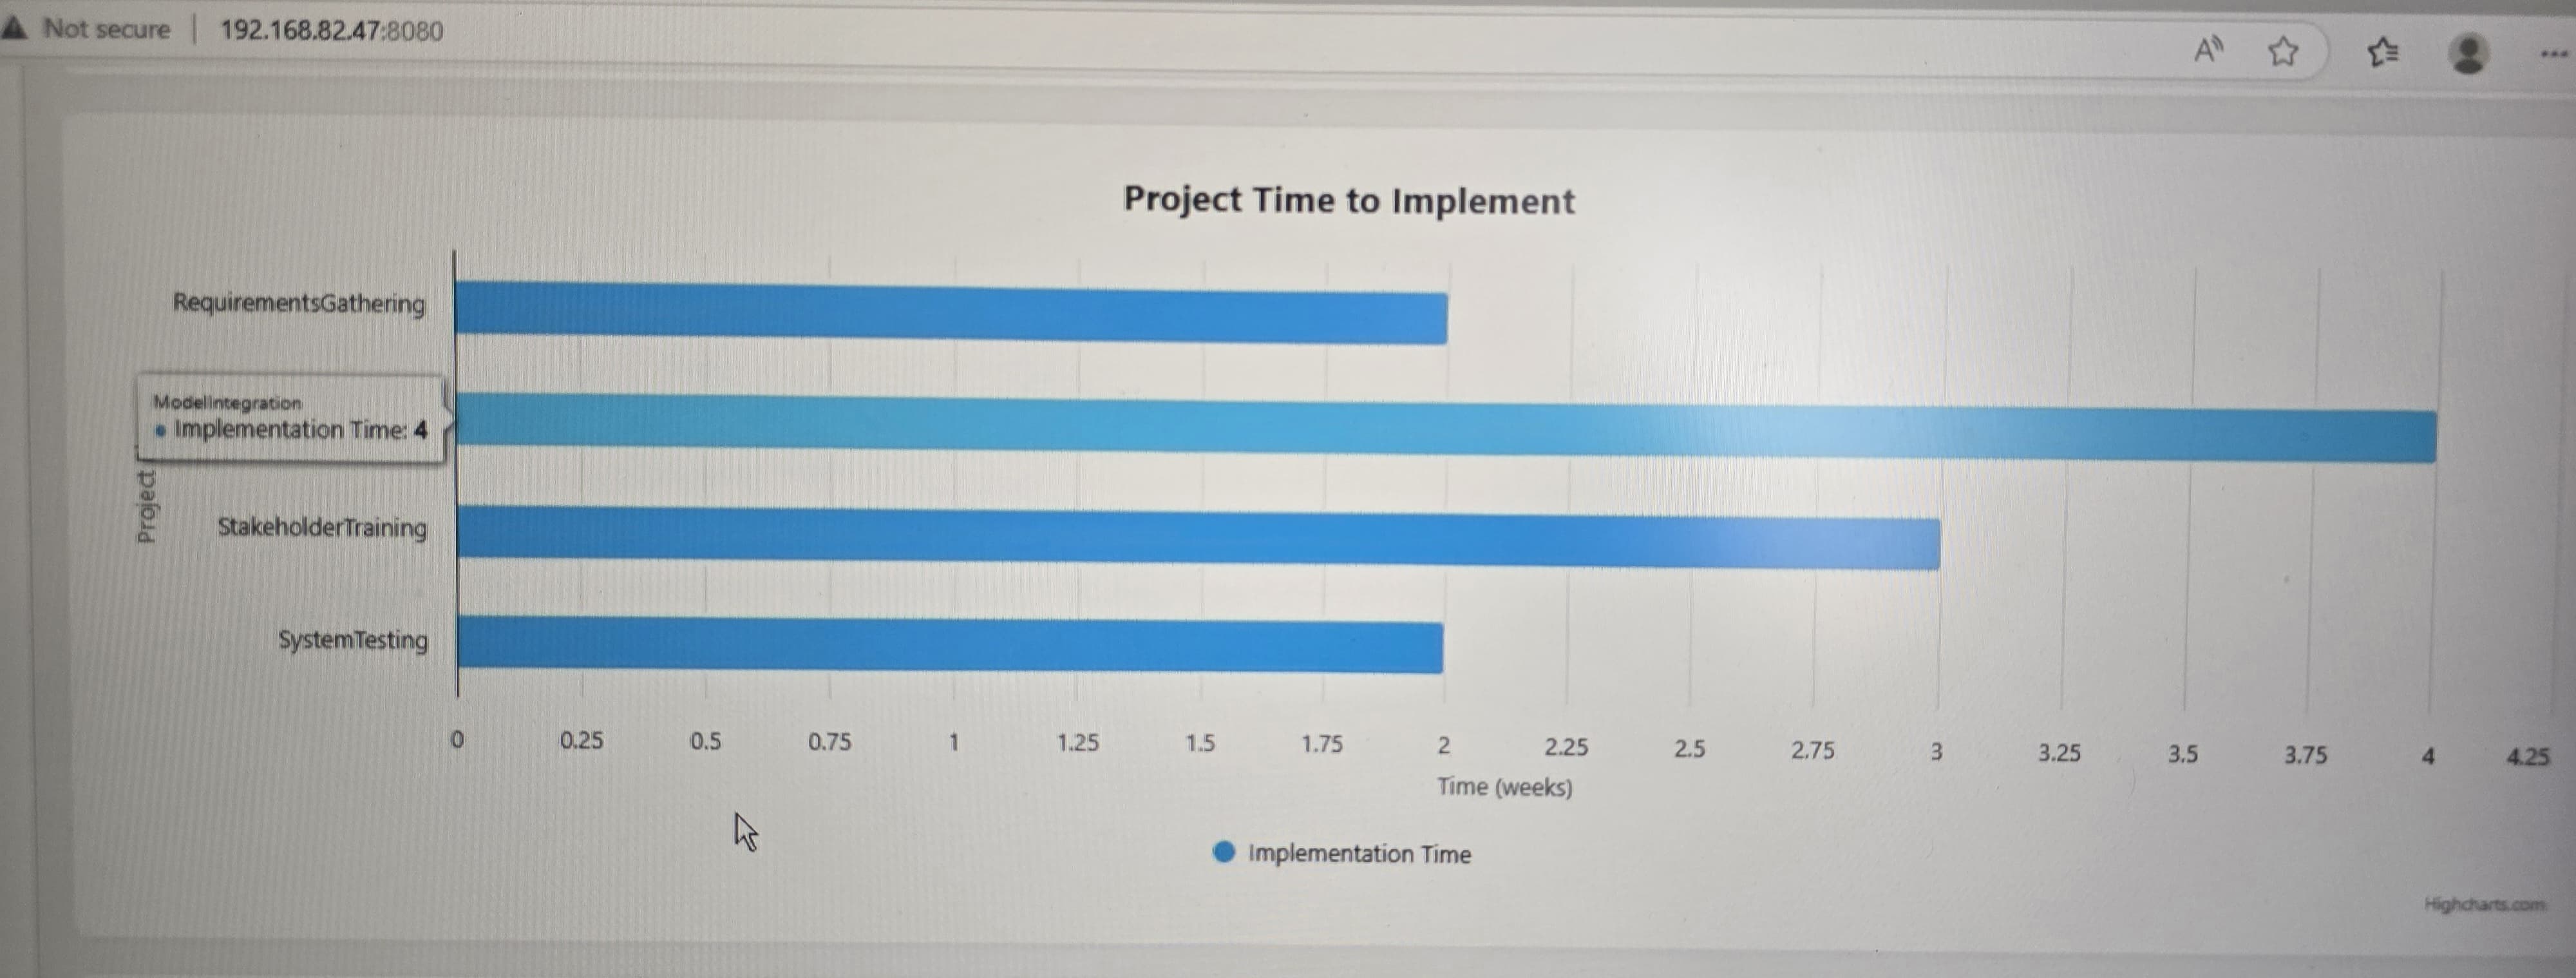 Not secure
192.168.82.47:8080
Project Time to Implement
RequirementsGathering
ModelIntegration
Implementation Time: 4
Project
StakeholderTraining
SystemTesting
0 0.25 0.5 0.75 1 1.25 1.5 1.75 2 2.25 2.5 2.75 3 3.25 3.5 3.75 4 4.25
Time (weeks)
Implementation Time
Highcharts.com